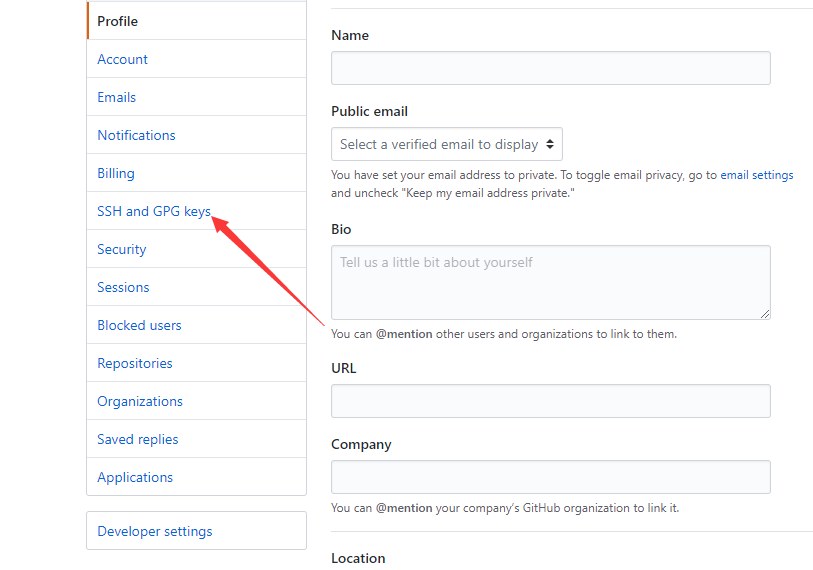 Profile
Account
Emails
Notifications
Billing
SSH and GPG keys
Security
Sessions
Blocked users
Repositories
Organizations
Saved replies
Applications
Developer settings
Name
Public email
Select a verified email to display
You have set your email address to private. To toggle email privacy, go to email settings
and uncheck "Keep my email address private."
Bio
Tell us a little bit about yourself
You can @mention other users and organizations to link to them.
URL
Company
You can @mention your company's GitHub organization to link it.
Location